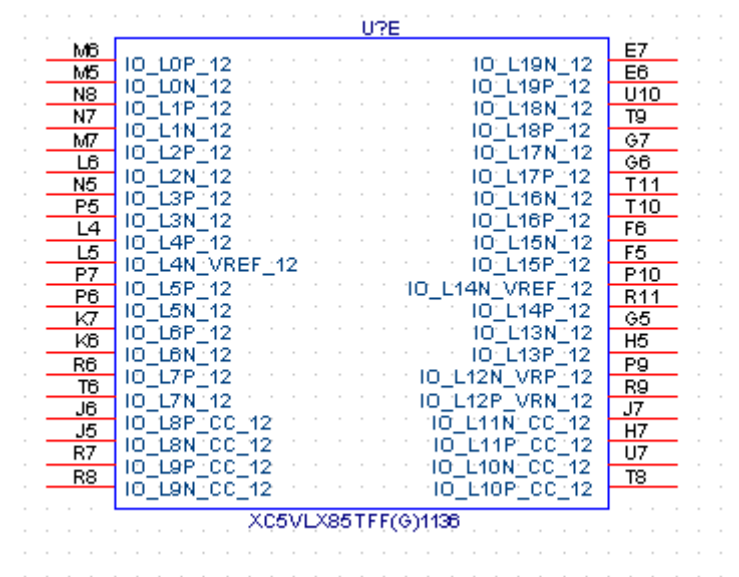 U?E
M6 IO_L0P_12 IO_L19N_12 E7
M5 IO_L0N_12 IO_L19P_12 E6
N8 IO_L1P_12 IO_L18N_12 U10
N7 IO_L1N_12 IO_L18P_12 T9
M7 IO_L2P_12 IO_L17N_12 G7
L6 IO_L2N_12 IO_L17P_12 G6
N5 IO_L3P_12 IO_L16N_12 T11
P5 IO_L3N_12 IO_L16P_12 T10
L4 IO_L4P_12 IO_L15N_12 F6
L5 IO_L4N_VREF_12 IO_L15P_12 F5
P7 IO_L5P_12 IO_L14N_VREF_12 P10
P6 IO_L5N_12 IO_L14P_12 R11
K7 IO_L6P_12 IO_L13N_12 G5
K6 IO_L6N_12 IO_L13P_12 H5
R6 IO_L7P_12 IO_L12N_VRP_12 P9
T6 IO_L7N_12 IO_L12P_VRN_12 R9
J6 IO_L8P_CC_12 IO_L11N_CC_12 J7
J5 IO_L8N_CC_12 IO_L11P_CC_12 H7
R7 IO_L9P_CC_12 IO_L10N_CC_12 U7
R8 IO_L9N_CC_12 IO_L10P_CC_12 T8
XC5VLX85TFF(G)1136